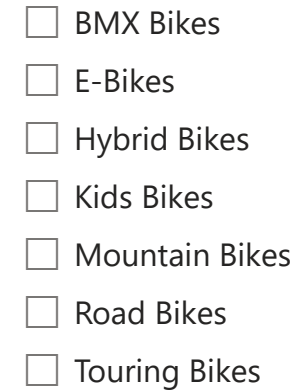 BMX Bikes
E-Bikes
Hybrid Bikes
Kids Bikes
Mountain Bikes
Road Bikes
Touring Bikes